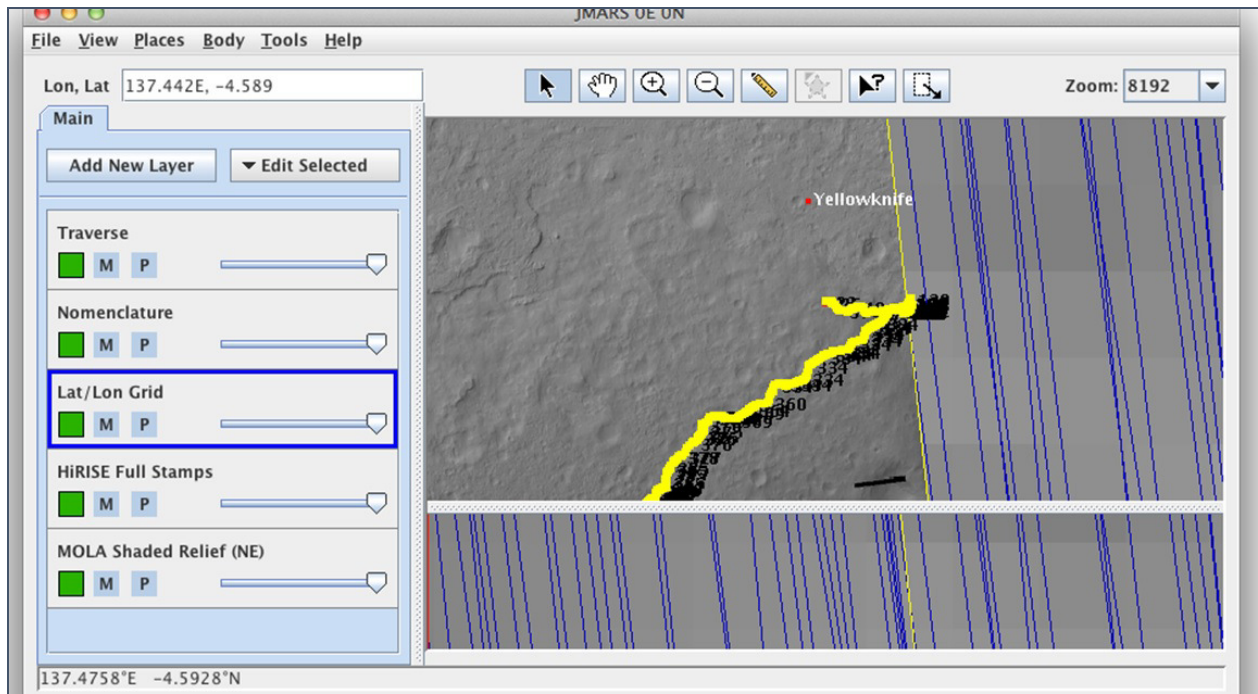 JMARS 0E 0N
File View Places Body Tools Help
Lon, Lat 137.442E, -4.589
Zoom: 8192
Main
Add New Layer
Edit Selected
Traverse
M P
Nomenclature
M P
Lat/Lon Grid
M P
HiRISE Full Stamps
M P
MOLA Shaded Relief (NE)
M P
Yellowknife
360
137.4758°E -4.5928°N